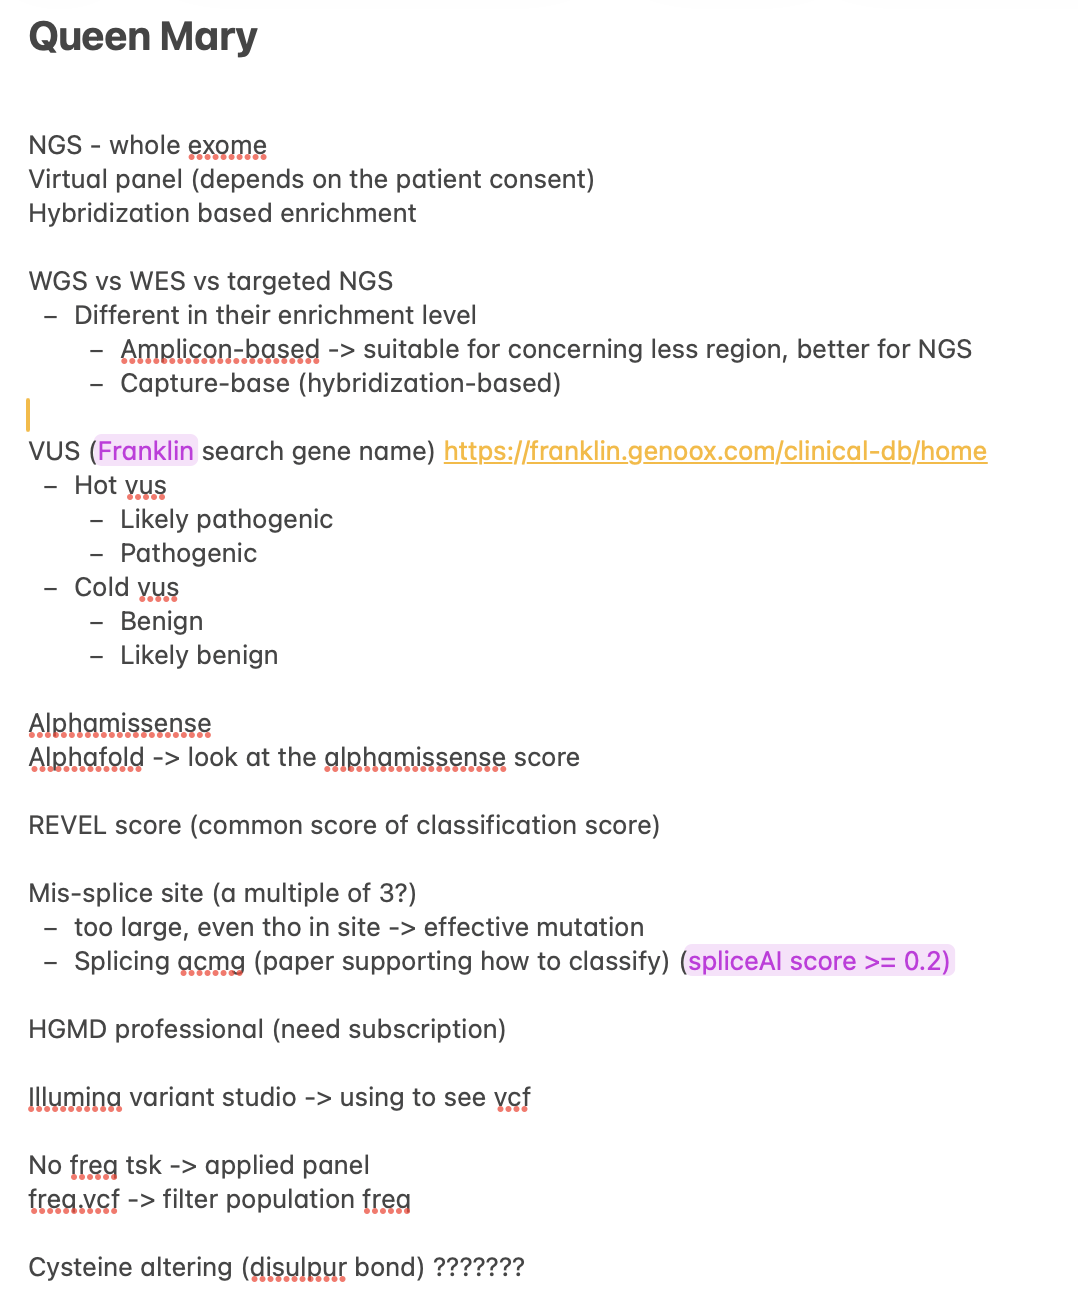 Queen Mary
NGS - whole exome
Virtual panel (depends on the patient consent)
Hybridization based enrichment
WGS vs WES vs targeted NGS
– Different in their enrichment level
– Amplicon-based -> suitable for concerning less region, better for NGS
– Capture-base (hybridization-based)
VUS (Franklin search gene name) https://franklin.genoox.com/clinical-db/home
– Hot vus
– Likely pathogenic
– Pathogenic
– Cold vus
– Benign
– Likely benign
Alphamissense
Alphafold -> look at the alphamissense score
REVEL score (common score of classification score)
Mis-splice site (a multiple of 3?)
– too large, even tho in site -> effective mutation
– Splicing acmg (paper supporting how to classify) (spliceAI score >= 0.2)
HGMD professional (need subscription)
Illumina variant studio -> using to see vcf
No freq tsk -> applied panel
freq.vcf -> filter population freq
Cysteine altering (disulpur bond) ???????